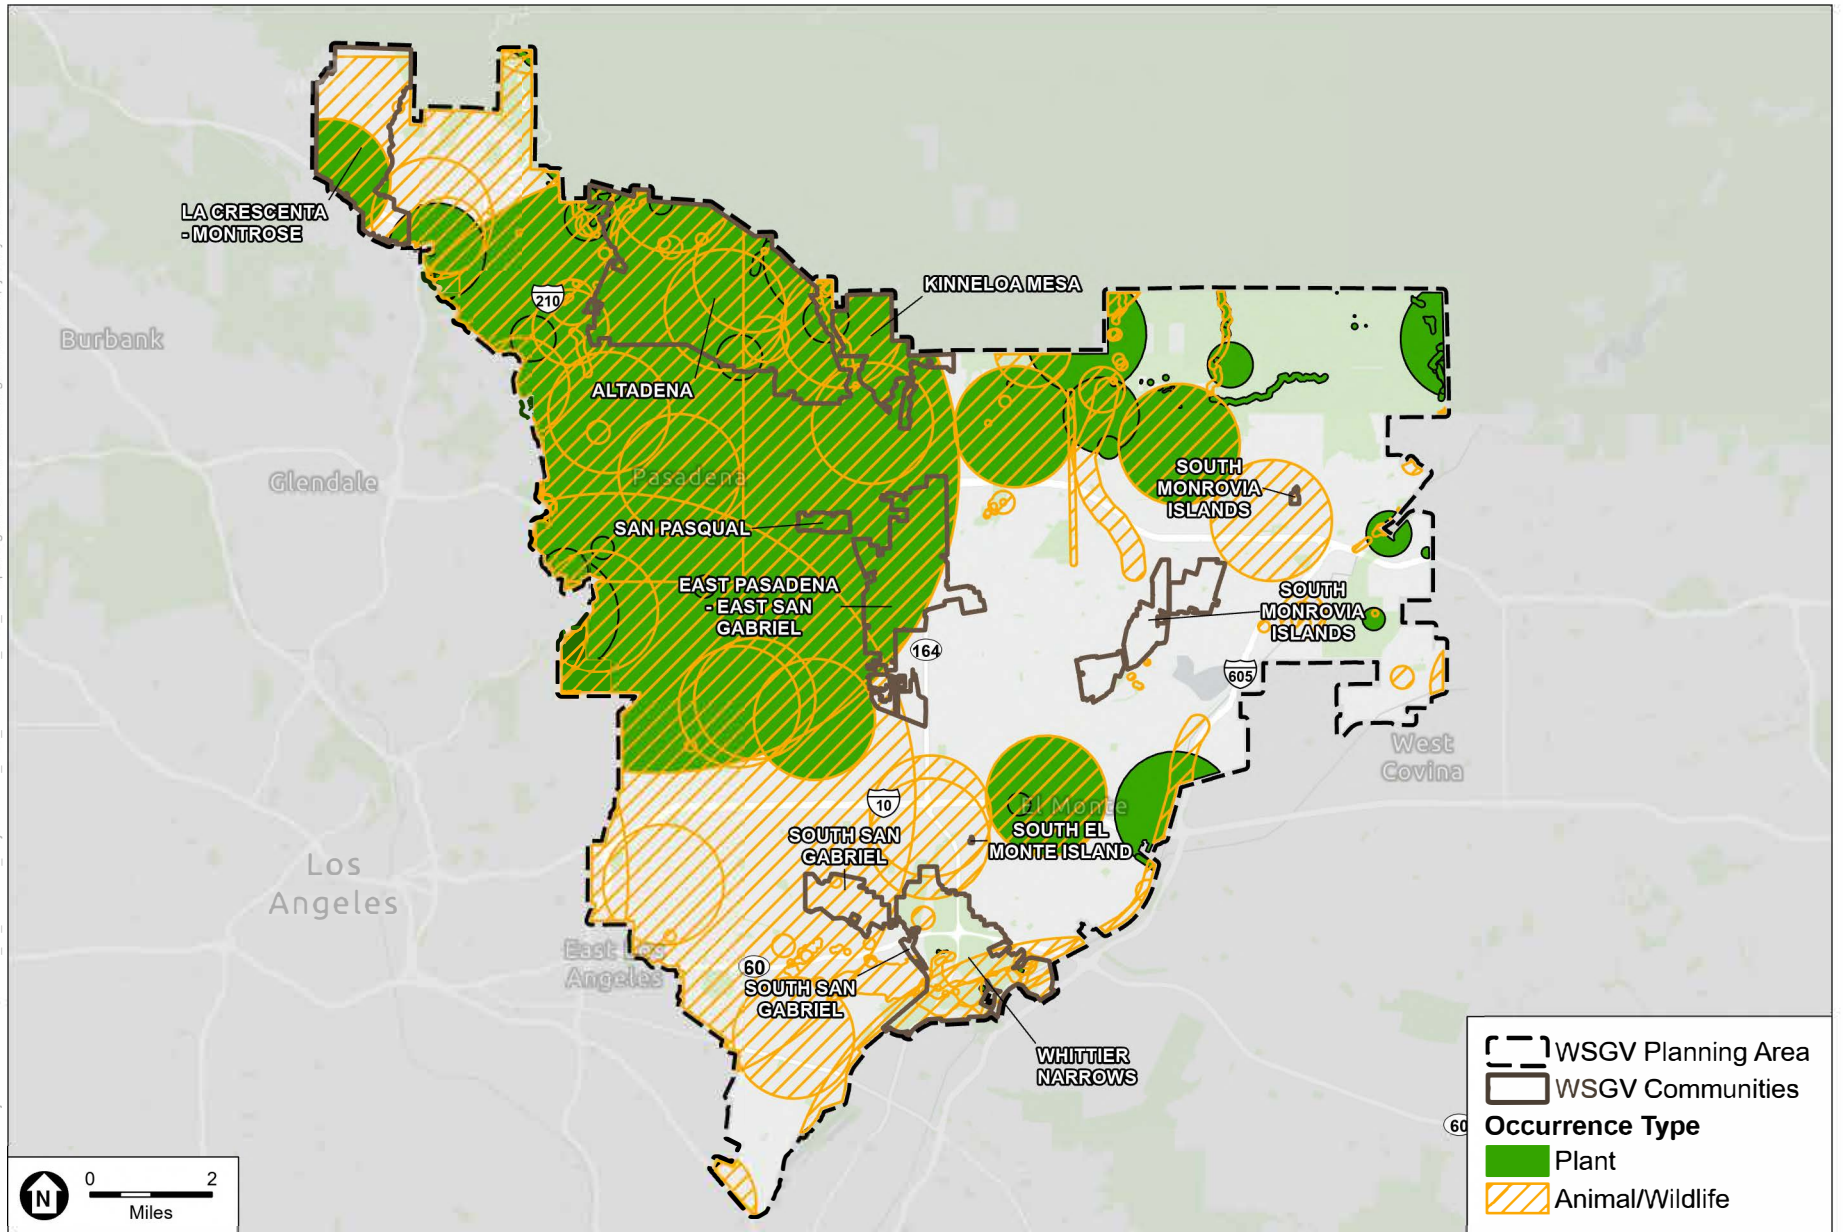 LA CRESCENTA
- MONTROSE
210
KINNELOA MESA
Burbank
ALTADENA
Glendale
Pasadena
SOUTH
MONROVIA
ISLANDS
SAN PASQUAL
EAST PASADENA
- EAST SAN
GABRIEL
SOUTH
MONROVIA
ISLANDS
164
605
West
Covina
10
El Monte
SOUTH EL
MONTE ISLAND
SOUTH SAN
GABRIEL
Los
Angeles
East Los
Angeles
60
SOUTH SAN
GABRIEL
WHITTIER
NARROWS
60
WSGV Planning Area
WSGV Communities
Occurrence Type
Plant
Animal/Wildlife
N
0 2
Miles